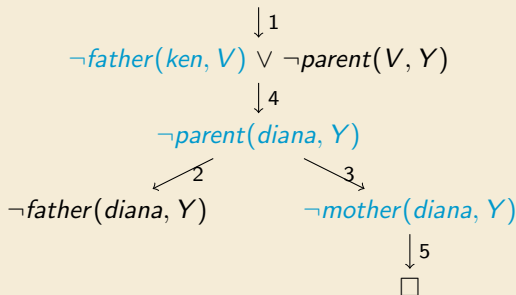 1
¬father(ken, V) ∨ ¬parent(V, Y)
4
¬parent(diana, Y)
2 3
¬father(diana, Y) ¬mother(diana, Y)
5
□